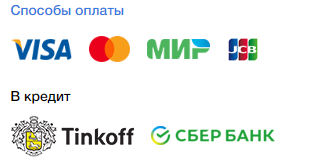 Способы оплаты
VISA МИР JCB
В кредит
Tinkoff СБЕР БАНК